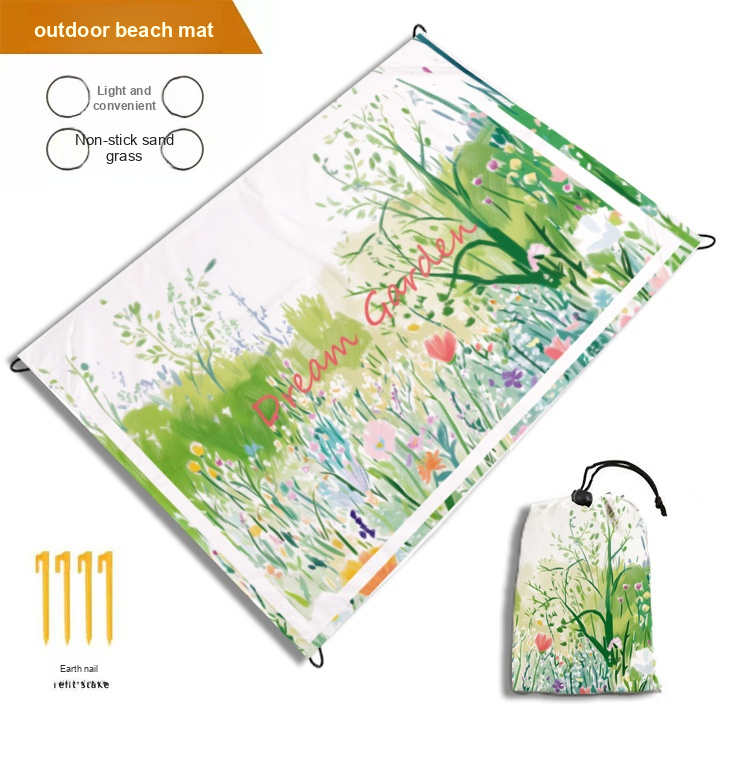 outdoor beach mat
Light and
convenient
Non-stick sand
grass
Dream Garden
Earth nail